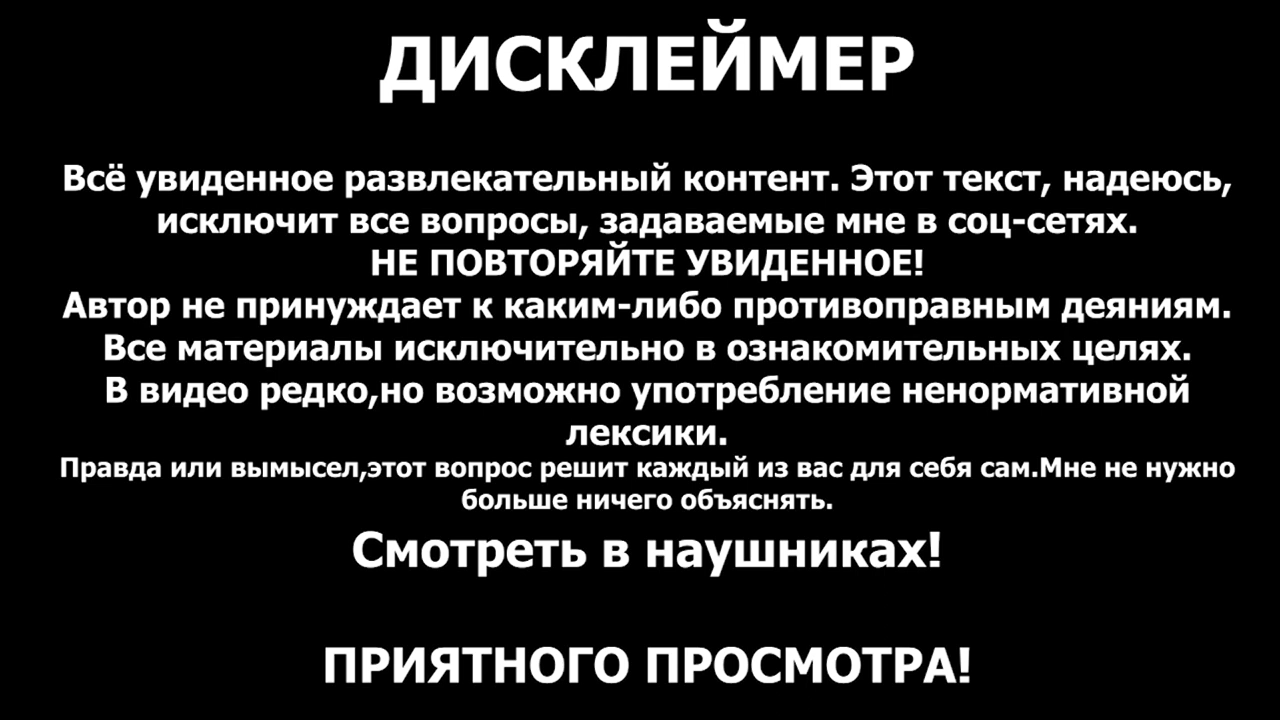 ДИСКЛЕЙМЕР
Всё увиденное развлекательный контент. Этот текст, надеюсь,
исключит все вопросы, задаваемые мне в соц-сетях.
НЕ ПОВТОРЯЙТЕ УВИДЕННОЕ!
Автор не принуждает к каким-либо противоправным деяниям.
Все материалы исключительно в ознакомительных целях.
В видео редко,но возможно употребление ненормативной
лексики.
Правда или вымысел,этот вопрос решит каждый из вас для себя сам.Мне не нужно
больше ничего объяснять.
Смотреть в наушниках!
ПРИЯТНОГО ПРОСМОТРА!